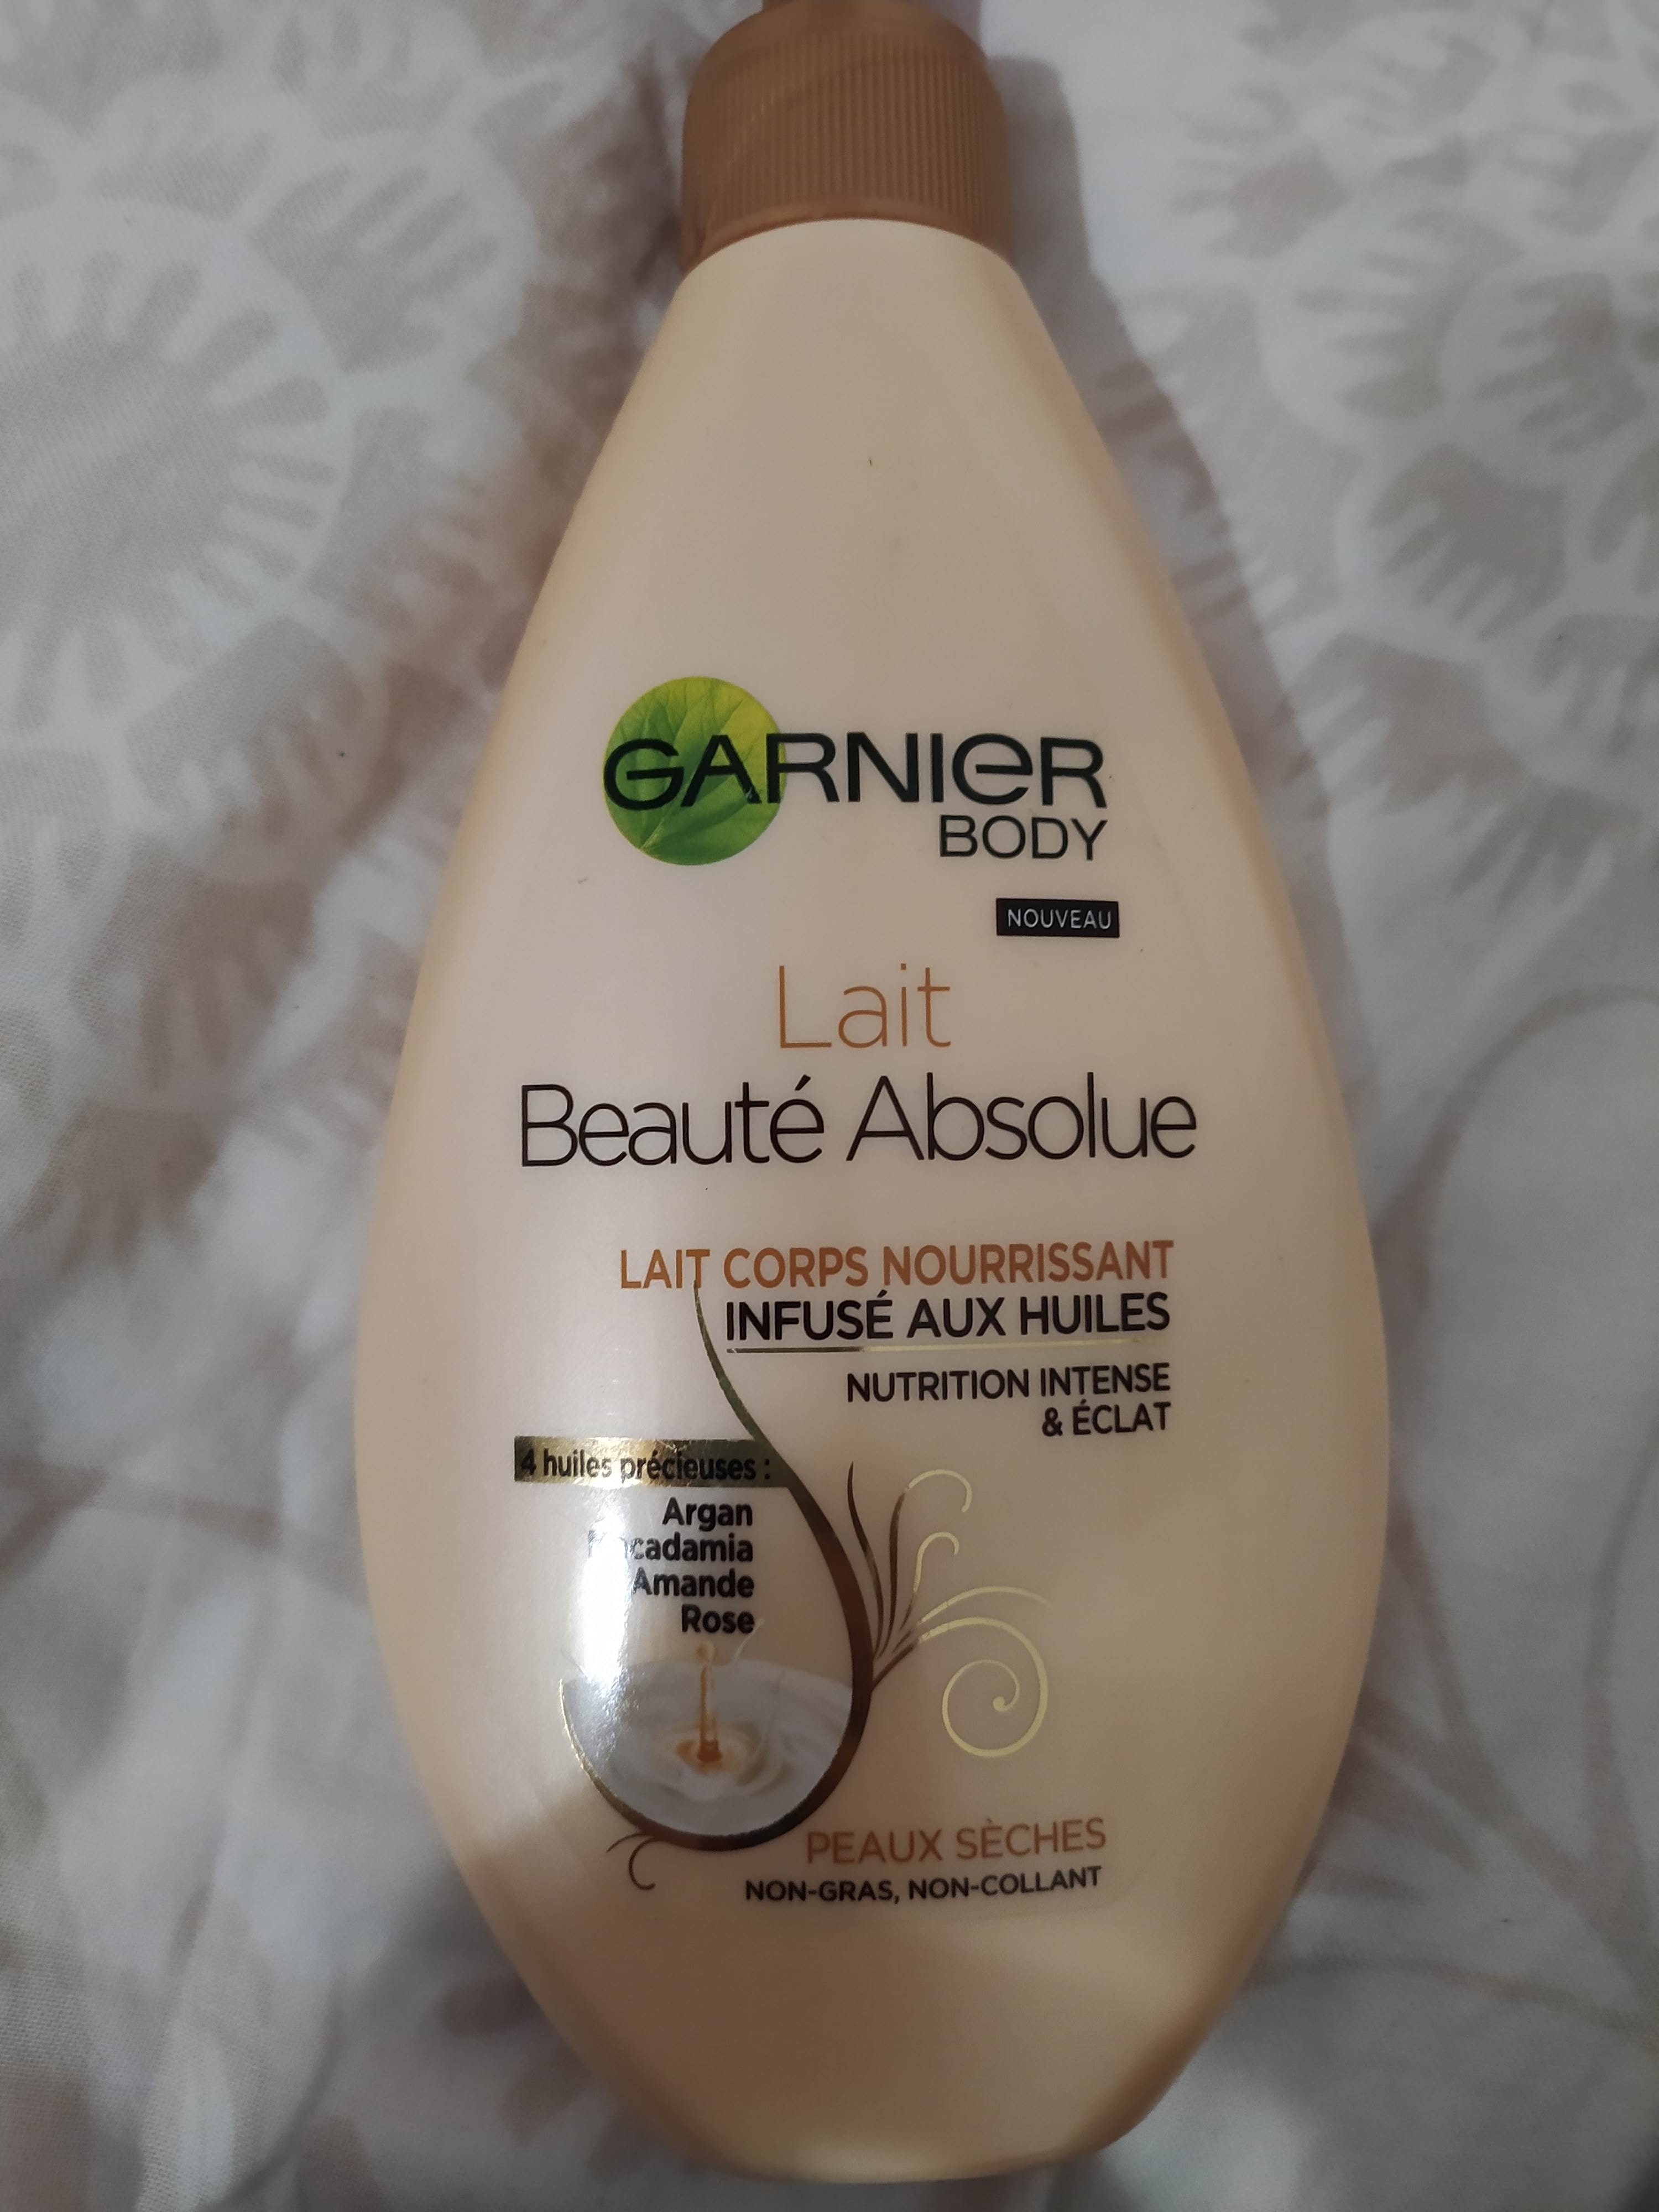 GARNIER
BODY
NOUVEAU
Lait
Beauté Absolue
LAIT CORPS NOURRISSANT
INFUSÉ AUX HUILES
NUTRITION INTENSE
& ÉCLAT
4 huiles précieuses :
Argan
Macadamia
Amande
Rose
PEAUX SÈCHES
NON-GRAS, NON-COLLANT